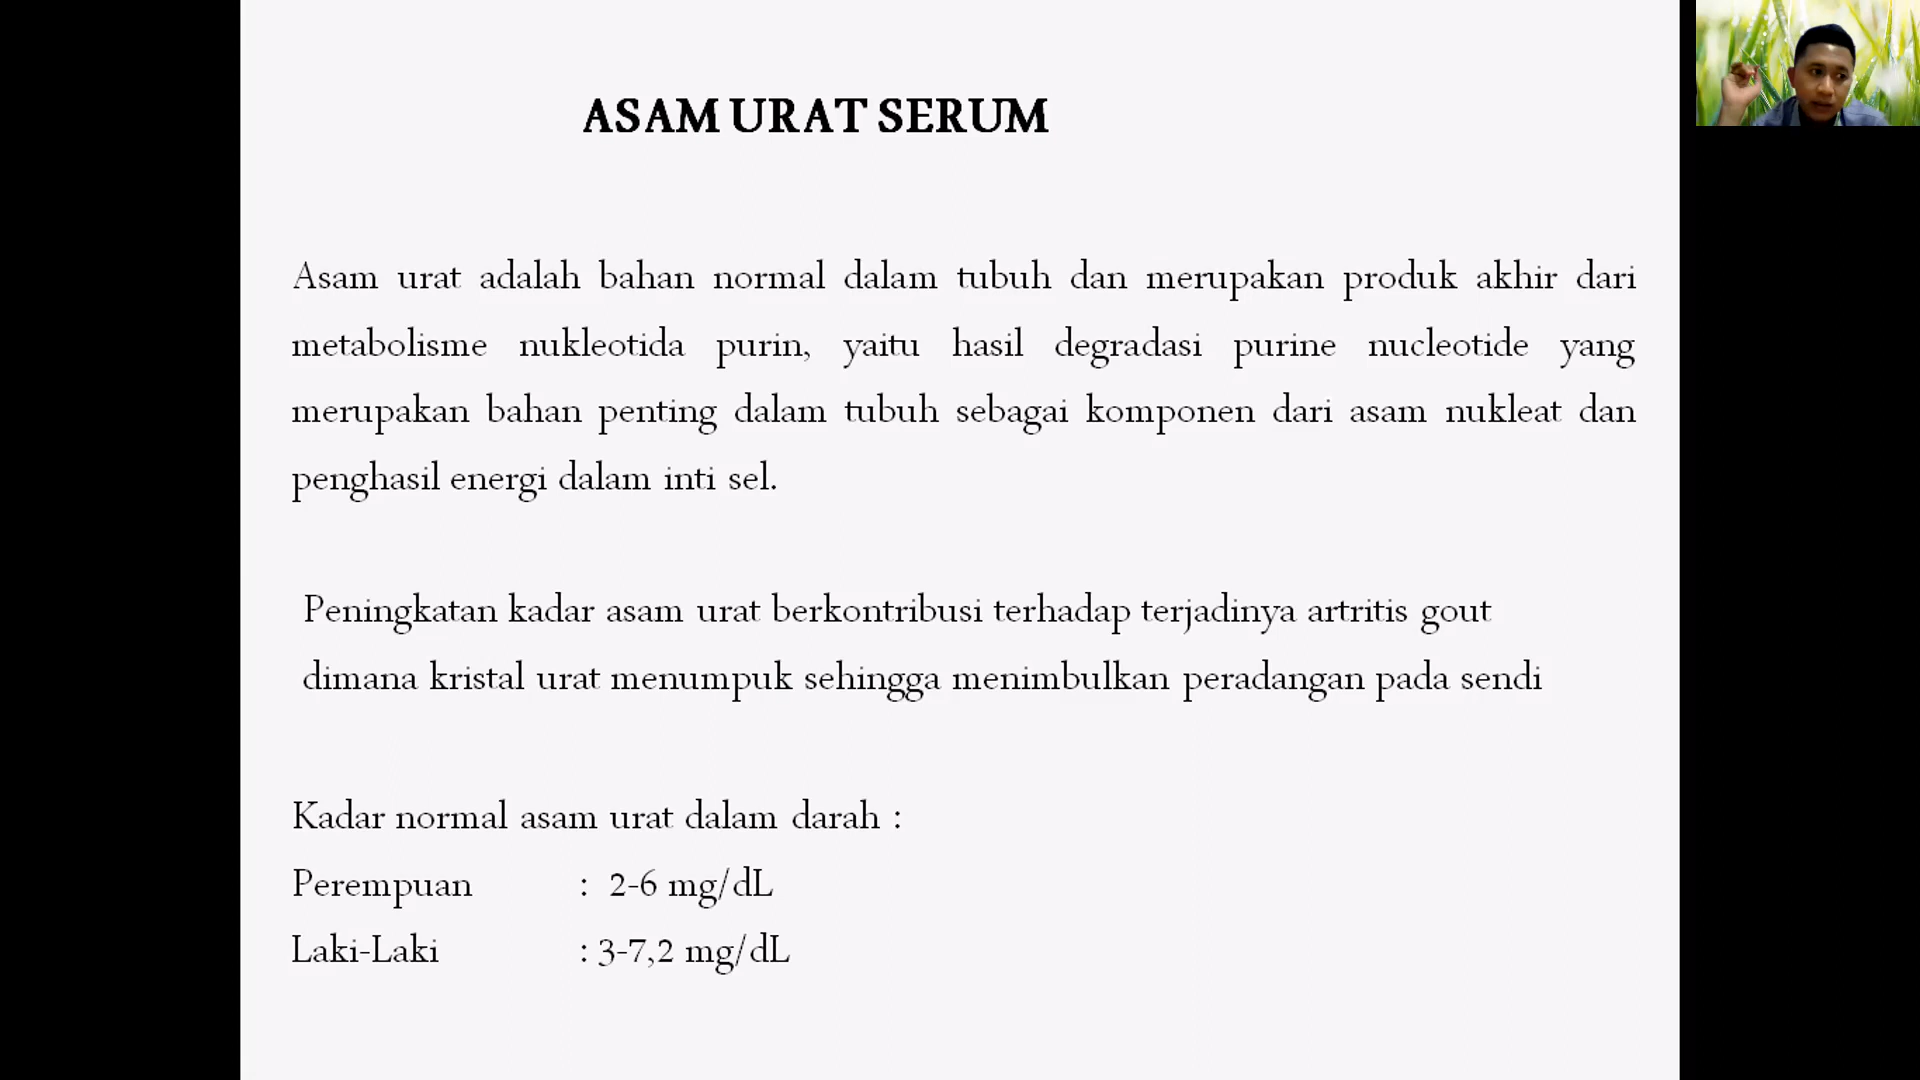 ASAM URAT SERUM
Asam urat adalah bahan normal dalam tubuh dan merupakan produk akhir dari
metabolisme nukleotida purin, yaitu hasil degradasi purine nucleotide yang
merupakan bahan penting dalam tubuh sebagai komponen dari asam nukleat dan
penghasil energi dalam inti sel.
Peningkatan kadar asam urat berkontribusi terhadap terjadinya artritis gout
dimana kristal urat menumpuk sehingga menimbulkan peradangan pada sendi
Kadar normal asam urat dalam darah :
Perempuan : 2-6 mg/dL
Laki-Laki : 3-7,2 mg/dL